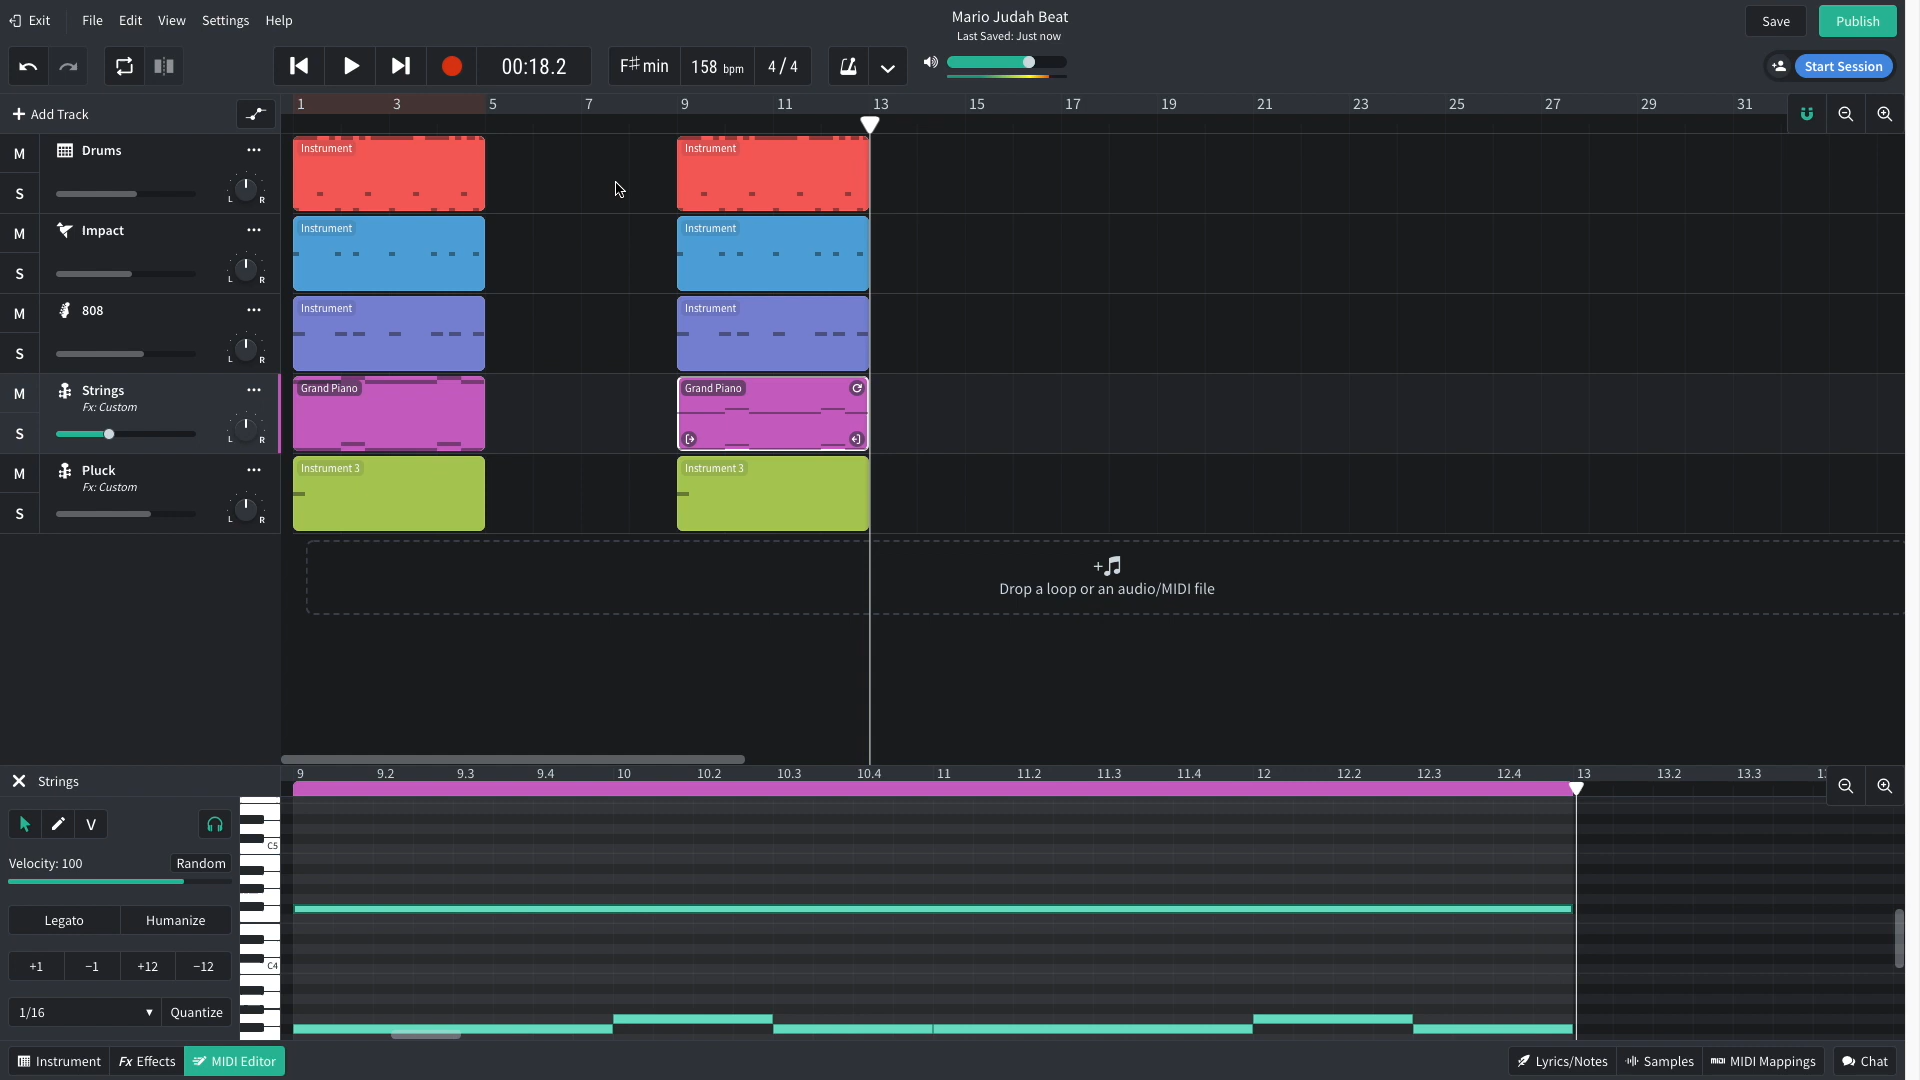 Exit File Edit View Settings Help
Mario Judah Beat
Last Saved: Just now
Save Publish
00:18.2 F♯min 158 bpm 4 / 4
Start Session
Add Track
1 3 5 7 9 11 13 15 17 19 21 23 25 27 29 31
M Drums
S L R
Instrument Instrument
M Impact
S L R
Instrument Instrument
M 808
S L R
Instrument Instrument
M Strings
Fx: Custom
S L R
Grand Piano Grand Piano
M Pluck
Fx: Custom
S L R
Instrument 3 Instrument 3
Drop a loop or an audio/MIDI file
Strings
9 9.2 9.3 9.4 10 10.2 10.3 10.4 11 11.2 11.3 11.4 12 12.2 12.3 12.4 13 13.2 13.3
V
C5
Velocity: 100 Random
Legato Humanize
C4
+1 −1 +12 −12
1/16 Quantize
Instrument Fx Effects MIDI Editor
Lyrics/Notes Samples MIDI Mappings Chat